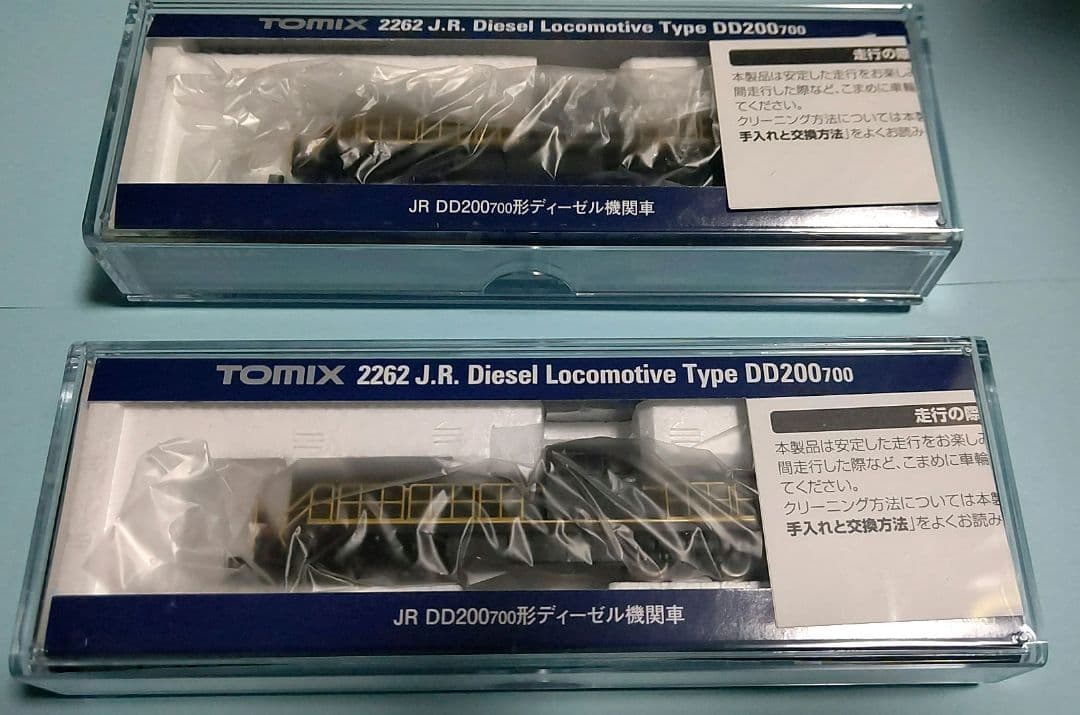 TOMIX 2262 J.R. Diesel Locomotive Type DD200700
走行の際
本製品は安定した走行をお楽しみ
間走行した際など、こまめに車輪
てください。
クリーニング方法については本製
手入れと交換方法」をよくお読み
JR DD200700形ディーゼル機関車
TOMIX 2262 J.R. Diesel Locomotive Type DD200700
走行の際
本製品は安定した走行をお楽しみ
間走行した際など、こまめに車輪
てください。
クリーニング方法については本製
手入れと交換方法」をよくお読み
JR DD200700形ディーゼル機関車